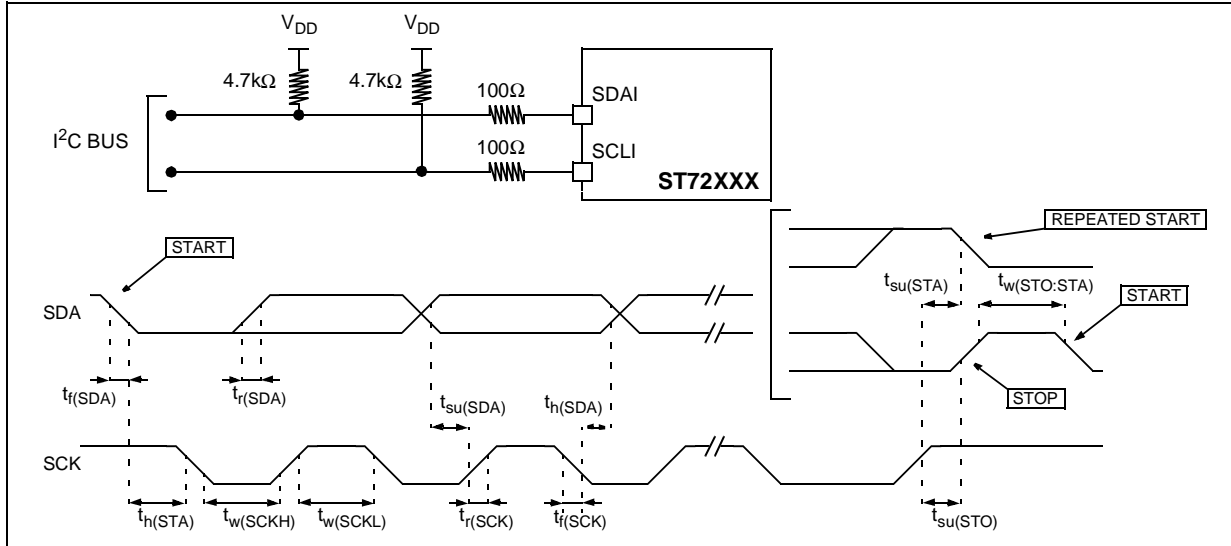 V_DD V_DD
4.7kΩ 4.7kΩ
100Ω
SDAI
I²C BUS
100Ω
SCLI
ST72XXX
REPEATED START
START
t_su(STA) t_w(STO:STA)
START
SDA
STOP
t_f(SDA) t_r(SDA) t_su(SDA) t_h(SDA)
SCK
t_h(STA) t_w(SCKH) t_w(SCKL) t_r(SCK) t_f(SCK) t_su(STO)